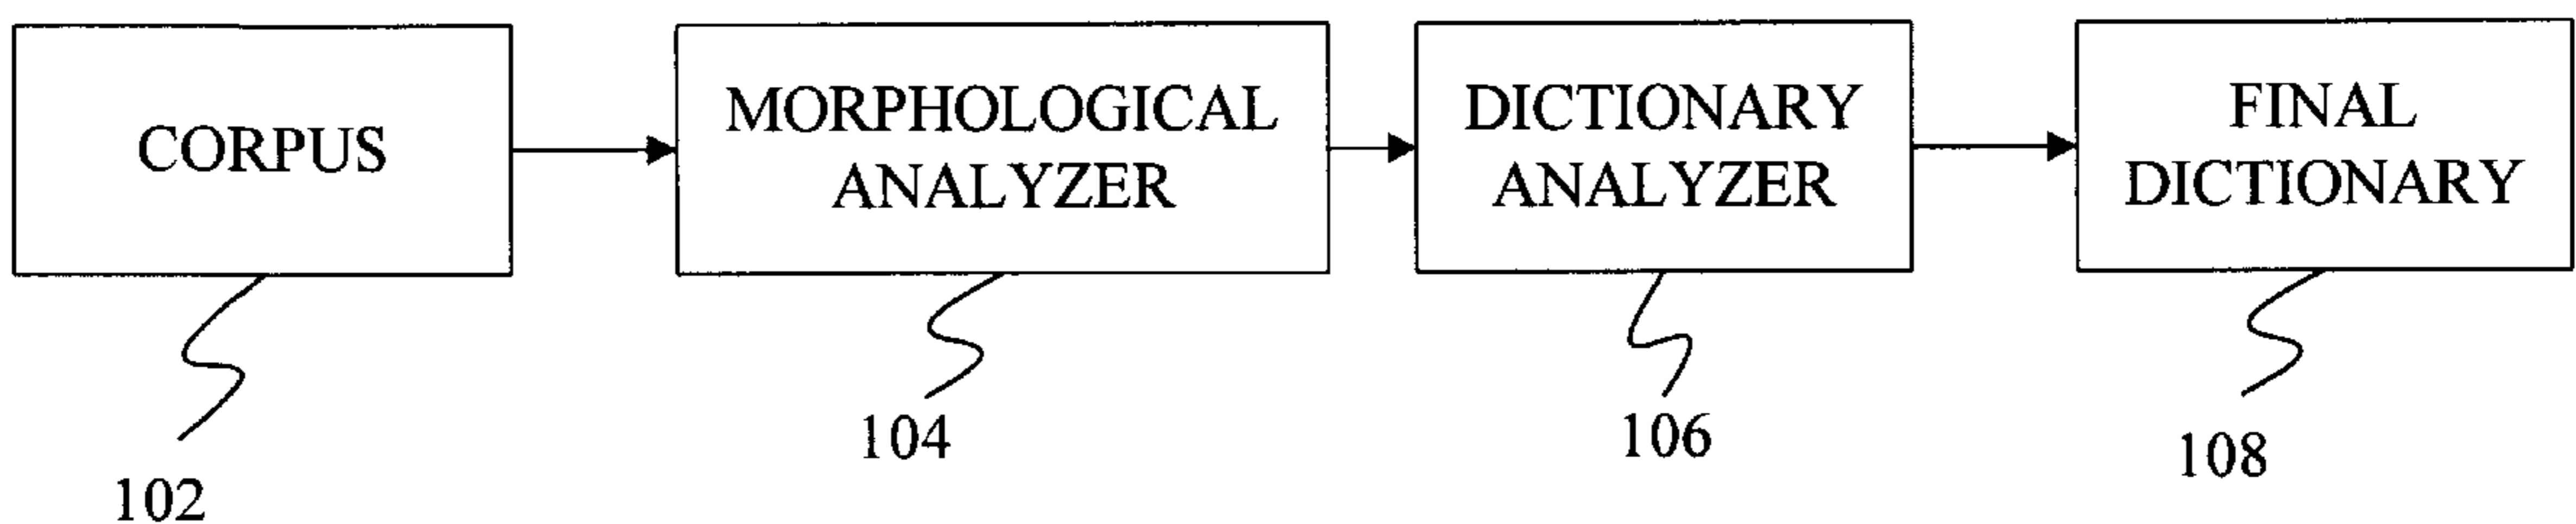 CORPUS
MORPHOLOGICAL
ANALYZER
DICTIONARY
ANALYZER
FINAL
DICTIONARY
102
104
106
108